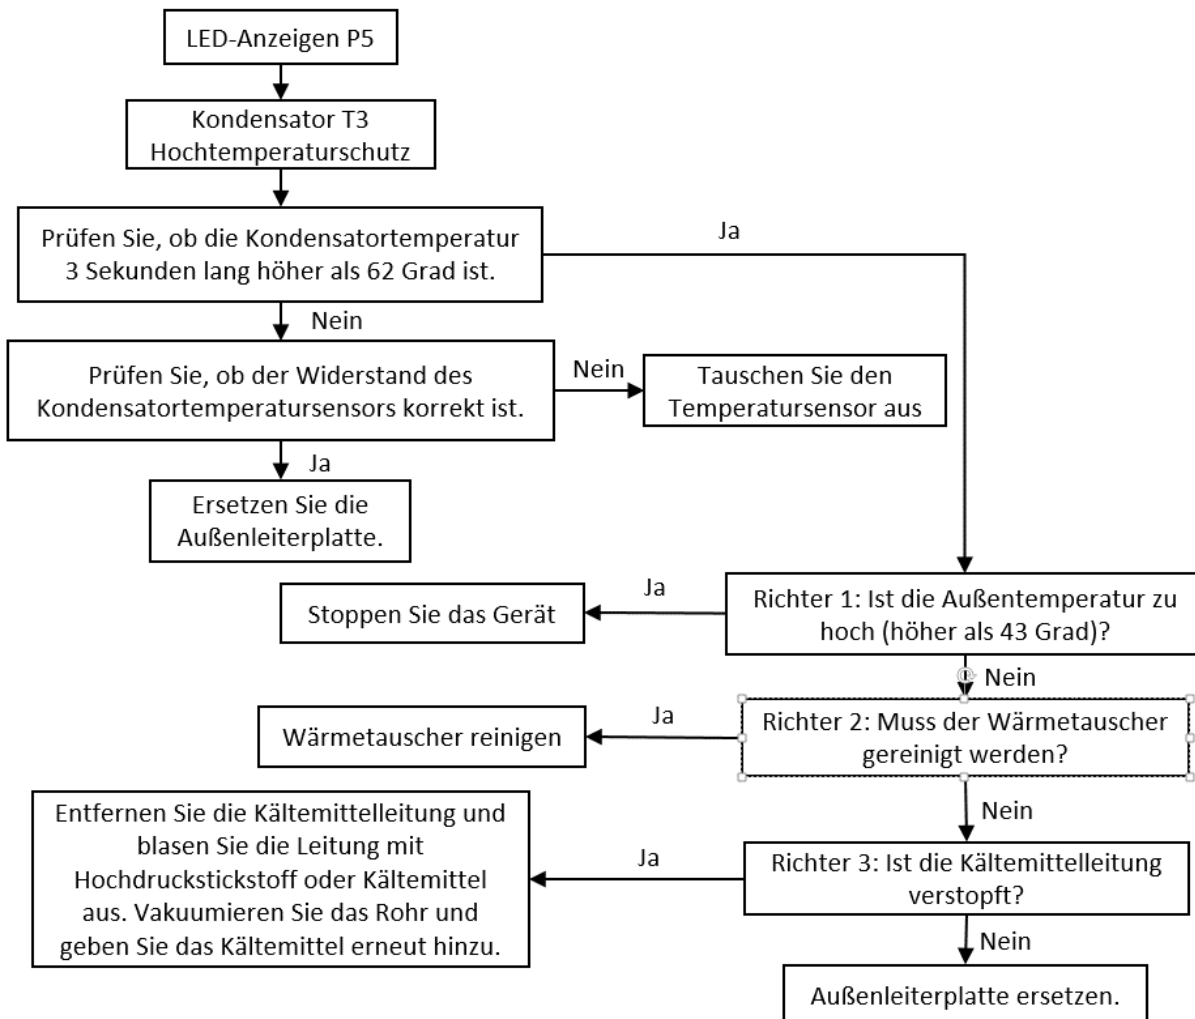 LED-Anzeigen P5
Kondensator T3
Hochtemperaturschutz
Prüfen Sie, ob die Kondensatortemperatur
3 Sekunden lang höher als 62 Grad ist.
Ja
Nein
Prüfen Sie, ob der Widerstand des
Kondensatortemperatursensors korrekt ist.
Nein
Tauschen Sie den
Temperatursensor aus
Ja
Ersetzen Sie die
Außenleiterplatte.
Richter 1: Ist die Außentemperatur zu
hoch (höher als 43 Grad)?
Ja
Stoppen Sie das Gerät
Nein
Richter 2: Muss der Wärmetauscher
gereinigt werden?
Ja
Wärmetauscher reinigen
Nein
Richter 3: Ist die Kältemittelleitung
verstopft?
Ja
Entfernen Sie die Kältemittelleitung und
blasen Sie die Leitung mit
Hochdruckstickstoff oder Kältemittel
aus. Vakuumieren Sie das Rohr und
geben Sie das Kältemittel erneut hinzu.
Nein
Außenleiterplatte ersetzen.